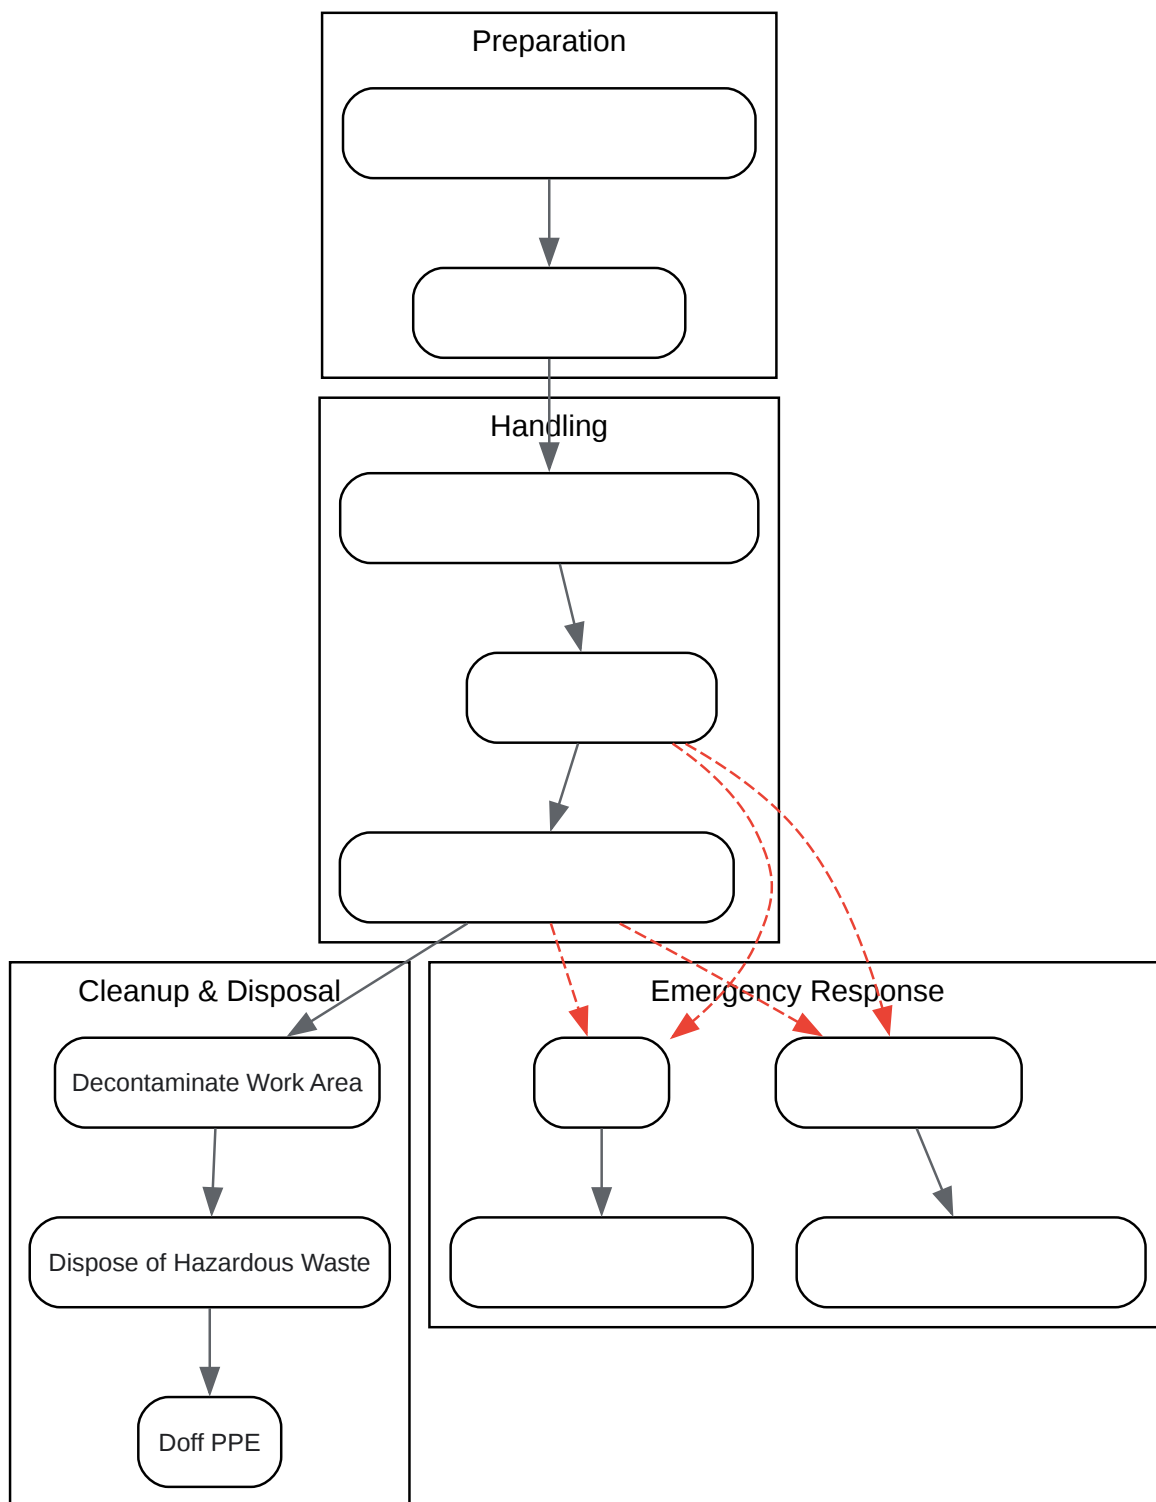 Preparation
Handling
Cleanup & Disposal
Emergency Response
Decontaminate Work Area
Dispose of Hazardous Waste
Doff PPE